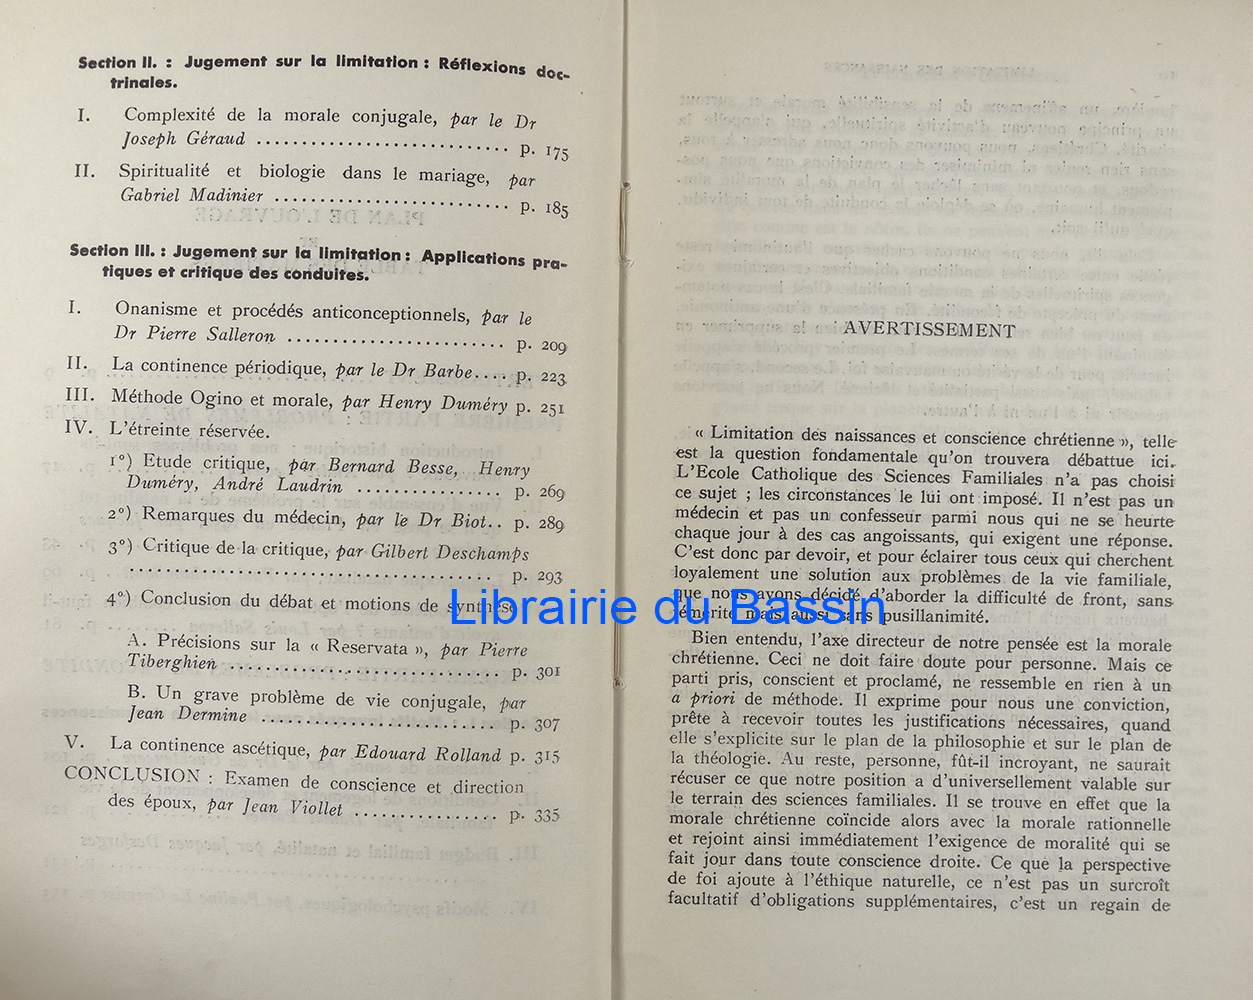 Section II. : Jugement sur la limitation : Réflexions doc-
trinales.
I. Complexité de la morale conjugale, par le Dr
Joseph Géraud ............................ p. 175
II. Spiritualité et biologie dans le mariage, par
Gabriel Madinier .......................... p. 185
Section III. : Jugement sur la limitation : Applications pra-
tiques et critique des conduites.
I. Onanisme et procédés anticonceptionnels, par le
Dr Pierre Salleron ........................ p. 209
II. La continence périodique, par le Dr Barbe.... p. 223
III. Méthode Ogino et morale, par Henry Duméry p. 251
IV. L'étreinte réservée.
1°) Etude critique, par Bernard Besse, Henry
Duméry, André Laudrin ................ p. 269
2°) Remarques du médecin, par le Dr Biot.. p. 289
3°) Critique de la critique, par Gilbert Deschamps
........................................ p. 293
4°) Conclusion du débat et motions de synthèse
A. Précisions sur la « Reservata », par Pierre
Tiberghien .............................. p. 301
B. Un grave problème de vie conjugale, par
Jean Dermine .......................... p. 307
V. La continence ascétique, par Edouard Rolland p. 315
CONCLUSION : Examen de conscience et direction
des époux, par Jean Viollet ................ p. 335
AVERTISSEMENT
« Limitation des naissances et conscience chrétienne », telle
est la question fondamentale qu'on trouvera débattue ici.
L'Ecole Catholique des Sciences Familiales n'a pas choisi
ce sujet ; les circonstances le lui ont imposé. Il n'est pas un
médecin et pas un confesseur parmi nous qui ne se heurte
chaque jour à des cas angoissants, qui exigent une réponse.
C'est donc par devoir, et pour éclairer tous ceux qui cherchent
loyalement une solution aux problèmes de la vie familiale,
que nous avons décidé d'aborder la difficulté de front, sans
témérité mais aussi sans pusillanimité.
Bien entendu, l'axe directeur de notre pensée est la morale
chrétienne. Ceci ne doit faire doute pour personne. Mais ce
parti pris, conscient et proclamé, ne ressemble en rien à un
a priori de méthode. Il exprime pour nous une conviction,
prête à recevoir toutes les justifications nécessaires, quand
elle s'explicite sur le plan de la philosophie et sur le plan de
la théologie. Au reste, personne, fût-il incroyant, ne saurait
récuser ce que notre position a d'universellement valable sur
le terrain des sciences familiales. Il se trouve en effet que la
morale chrétienne coïncide alors avec la morale rationnelle
et rejoint ainsi immédiatement l'exigence de moralité qui se
fait jour dans toute conscience droite. Ce que la perspective
de foi ajoute à l'éthique naturelle, ce n'est pas un surcroît
facultatif d'obligations supplémentaires, c'est un regain de
Librairie du Bassin